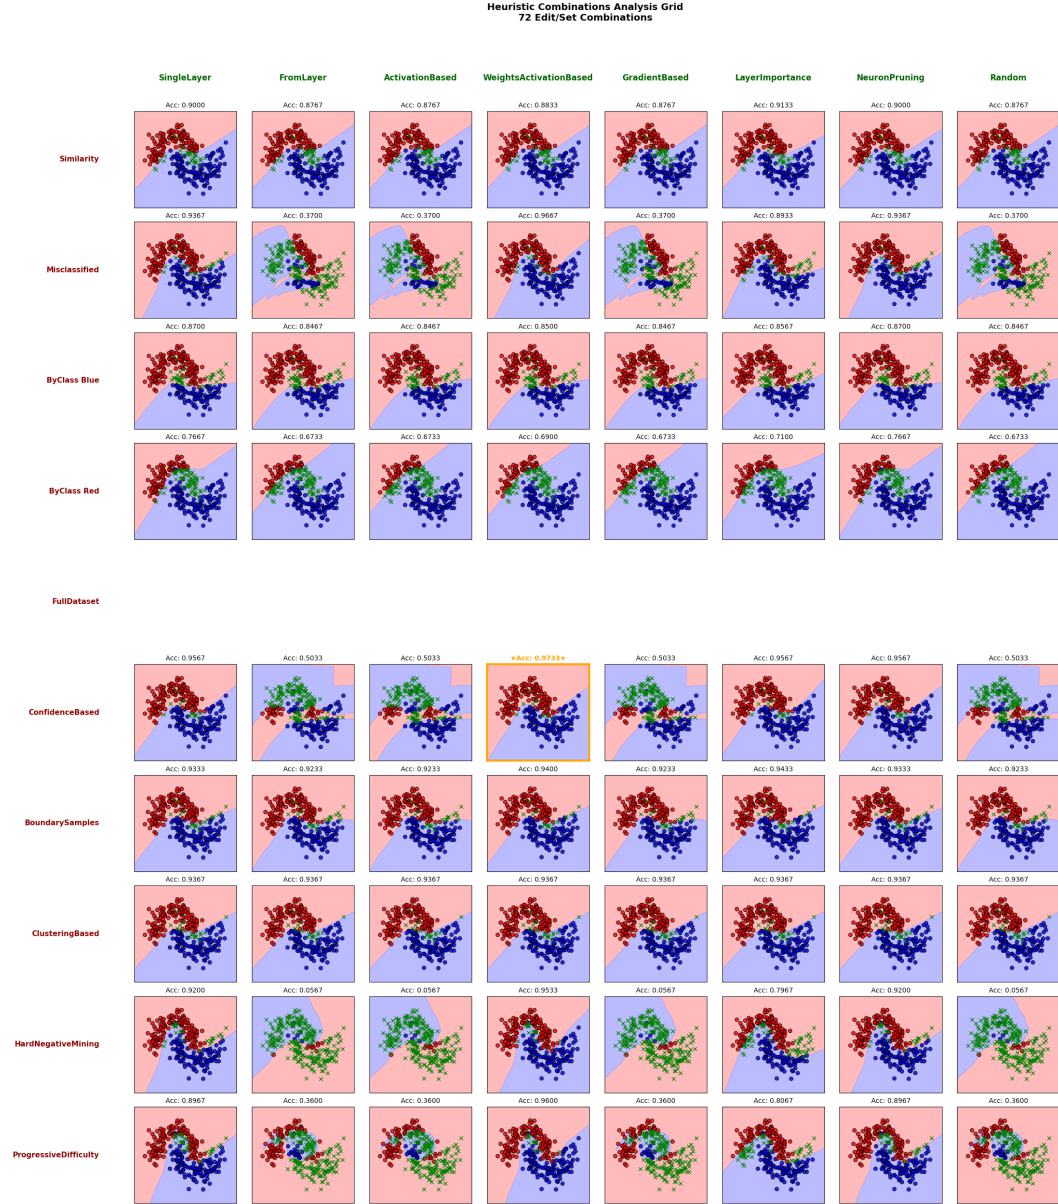 Heuristic Combinations Analysis Grid
72 Edit/Set Combinations
SingleLayer FromLayer ActivationBased WeightsActivationBased GradientBased LayerImportance NeuronPruning Random
Acc: 0.9000 Acc: 0.8767 Acc: 0.8767 Acc: 0.8833 Acc: 0.8767 Acc: 0.9133 Acc: 0.9000 Acc: 0.8767
Similarity
Acc: 0.9367 Acc: 0.3700 Acc: 0.3700 Acc: 0.9667 Acc: 0.3700 Acc: 0.8933 Acc: 0.9367 Acc: 0.3700
Misclassified
Acc: 0.8700 Acc: 0.8467 Acc: 0.8467 Acc: 0.8500 Acc: 0.8467 Acc: 0.8567 Acc: 0.8700 Acc: 0.8467
ByClass Blue
Acc: 0.7667 Acc: 0.6733 Acc: 0.6733 Acc: 0.6900 Acc: 0.6733 Acc: 0.7100 Acc: 0.7667 Acc: 0.6733
ByClass Red
FullDataset
Acc: 0.9567 Acc: 0.5033 Acc: 0.5033 ★Acc: 0.9733★ Acc: 0.5033 Acc: 0.9567 Acc: 0.9567 Acc: 0.5033
ConfidenceBased
Acc: 0.9333 Acc: 0.9233 Acc: 0.9233 Acc: 0.9400 Acc: 0.9233 Acc: 0.9433 Acc: 0.9333 Acc: 0.9233
BoundarySamples
Acc: 0.9367 Acc: 0.9367 Acc: 0.9367 Acc: 0.9367 Acc: 0.9367 Acc: 0.9367 Acc: 0.9367 Acc: 0.9367
ClusteringBased
Acc: 0.9200 Acc: 0.0567 Acc: 0.0567 Acc: 0.9533 Acc: 0.0567 Acc: 0.7967 Acc: 0.9200 Acc: 0.0567
HardNegativeMining
Acc: 0.8967 Acc: 0.3600 Acc: 0.3600 Acc: 0.9600 Acc: 0.3600 Acc: 0.8067 Acc: 0.8967 Acc: 0.3600
ProgressiveDifficulty